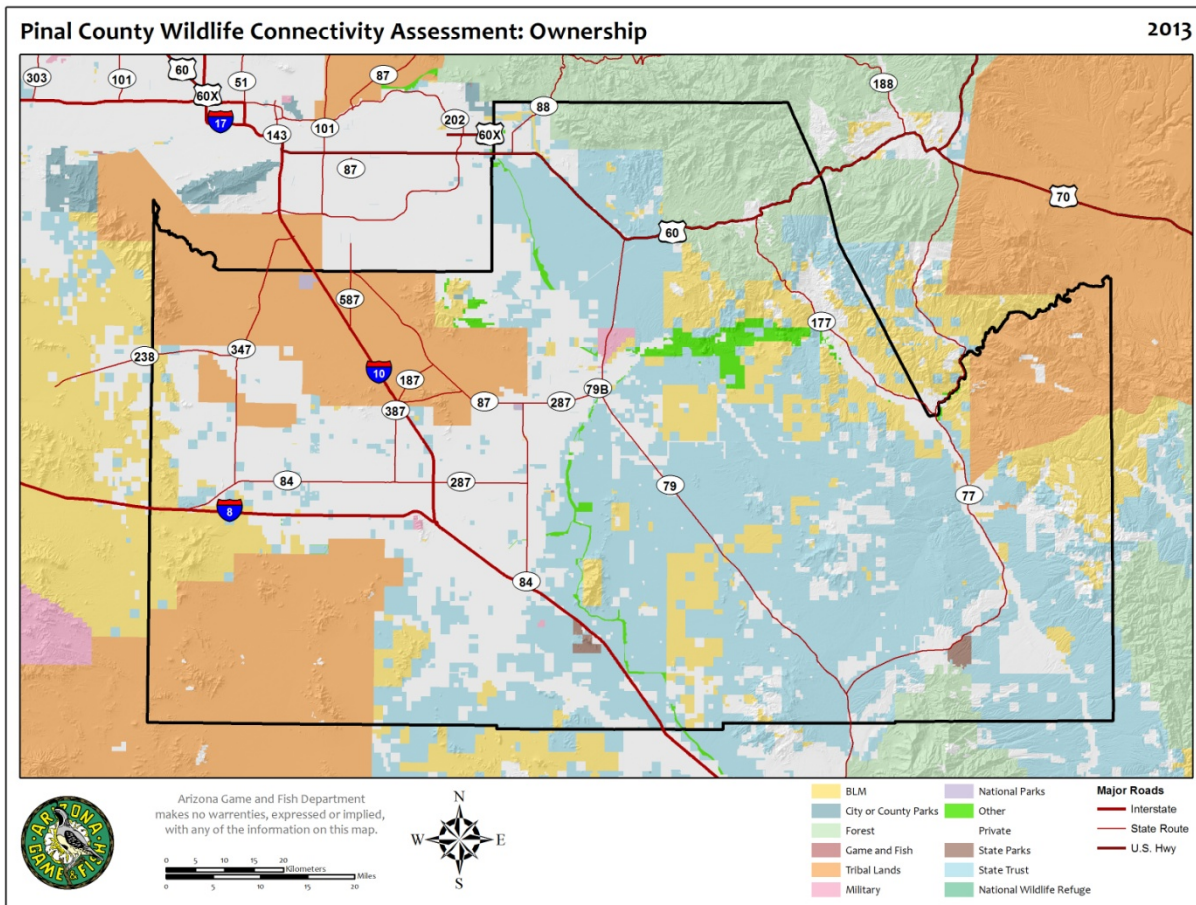 Pinal County Wildlife Connectivity Assessment: Ownership
2013
303
101
60
51
60X
17
143
101
87
202
60X
88
188
87
60
70
587
177
238
347
10
187
387
87
287
79B
84
287
79
77
8
84
Arizona Game and Fish Department
makes no warrenties, expressed or implied,
with any of the information on this map.
0 5 10 15 20
Kilometers
Miles
0 5 10 15 20
N
W E
S
ARIZONA
GAME & FISH
BLM
City or County Parks
Forest
Game and Fish
Tribal Lands
Military
National Parks
Other
Private
State Parks
State Trust
National Wildlife Refuge
Major Roads
Interstate
State Route
U.S. Hwy